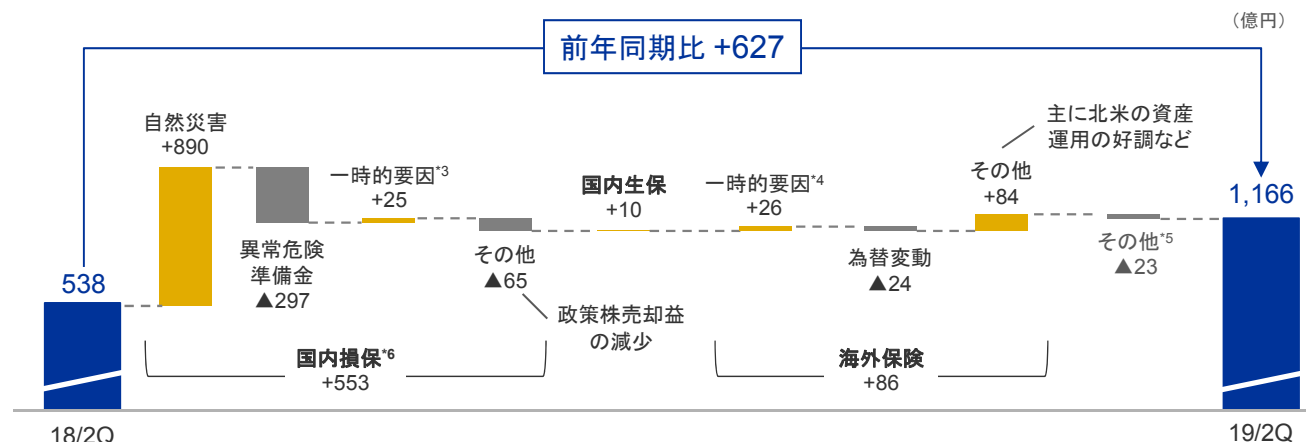 （億円）
前年同期比 +627
自然災害
+890
主に北米の資産
運用の好調など
一時的要因*3
+25
国内生保
+10
一時的要因*4
+26
その他
+84
1,166
538
異常危険
準備金
▲297
その他
▲65
為替変動
▲24
その他*5
▲23
政策株売却益
の減少
国内損保*6
+553
海外保険
+86
18/2Q
19/2Q